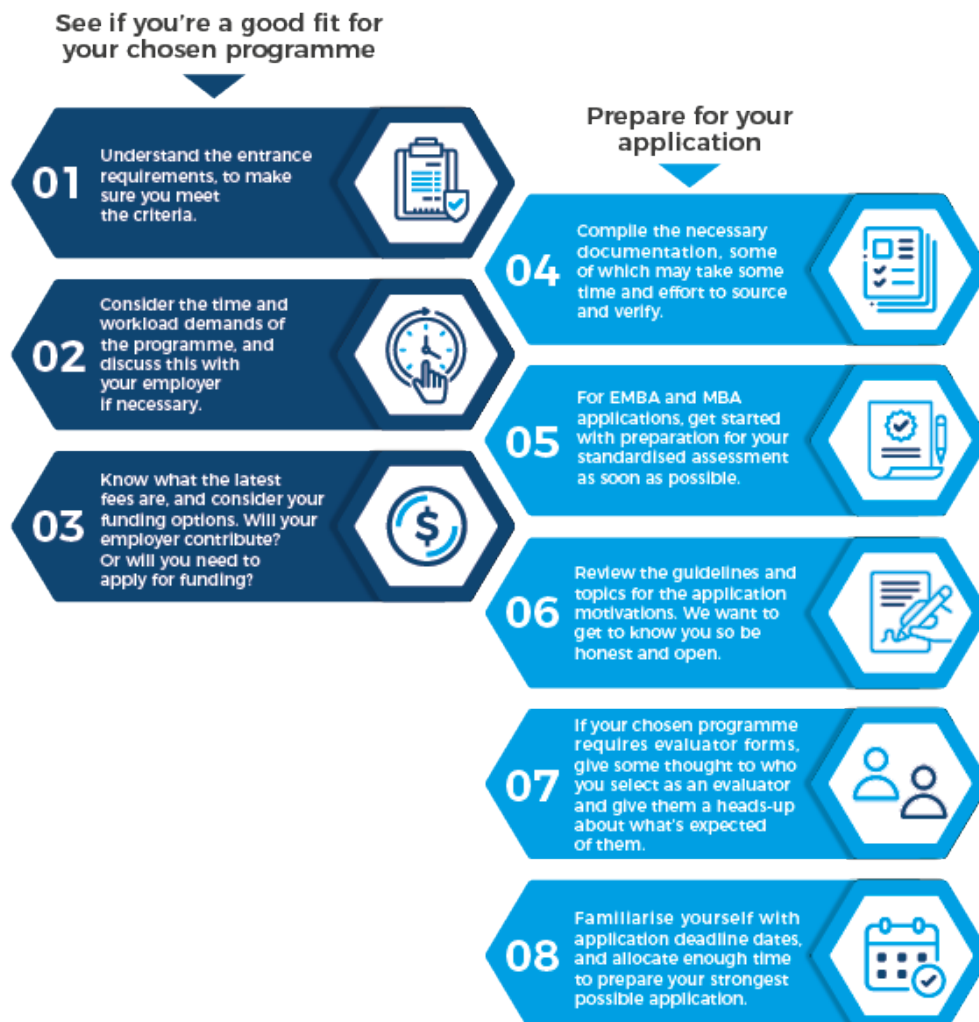 See if you're a good fit for
your chosen programme
01
Understand the entrance
requirements, to make
sure you meet
the criteria.
02
Consider the time and
workload demands of
the programme, and
discuss this with
your employer
if necessary.
03
Know what the latest
fees are, and consider your
funding options. Will your
employer contribute?
Or will you need to
apply for funding?
$
Prepare for your
application
04
Compile the necessary
documentation, some
of which may take some
time and effort to source
and verify.
05
For EMBA and MBA
applications, get started
with preparation for your
standardised assessment
as soon as possible.
06
Review the guidelines and
topics for the application
motivations. We want to
get to know you so be
honest and open.
07
If your chosen programme
requires evaluator forms,
give some thought to who
you select as an evaluator
and give them a heads-up
about what's expected
of them.
08
Familiarise yourself with
application deadline dates,
and allocate enough time
to prepare your strongest
possible application.